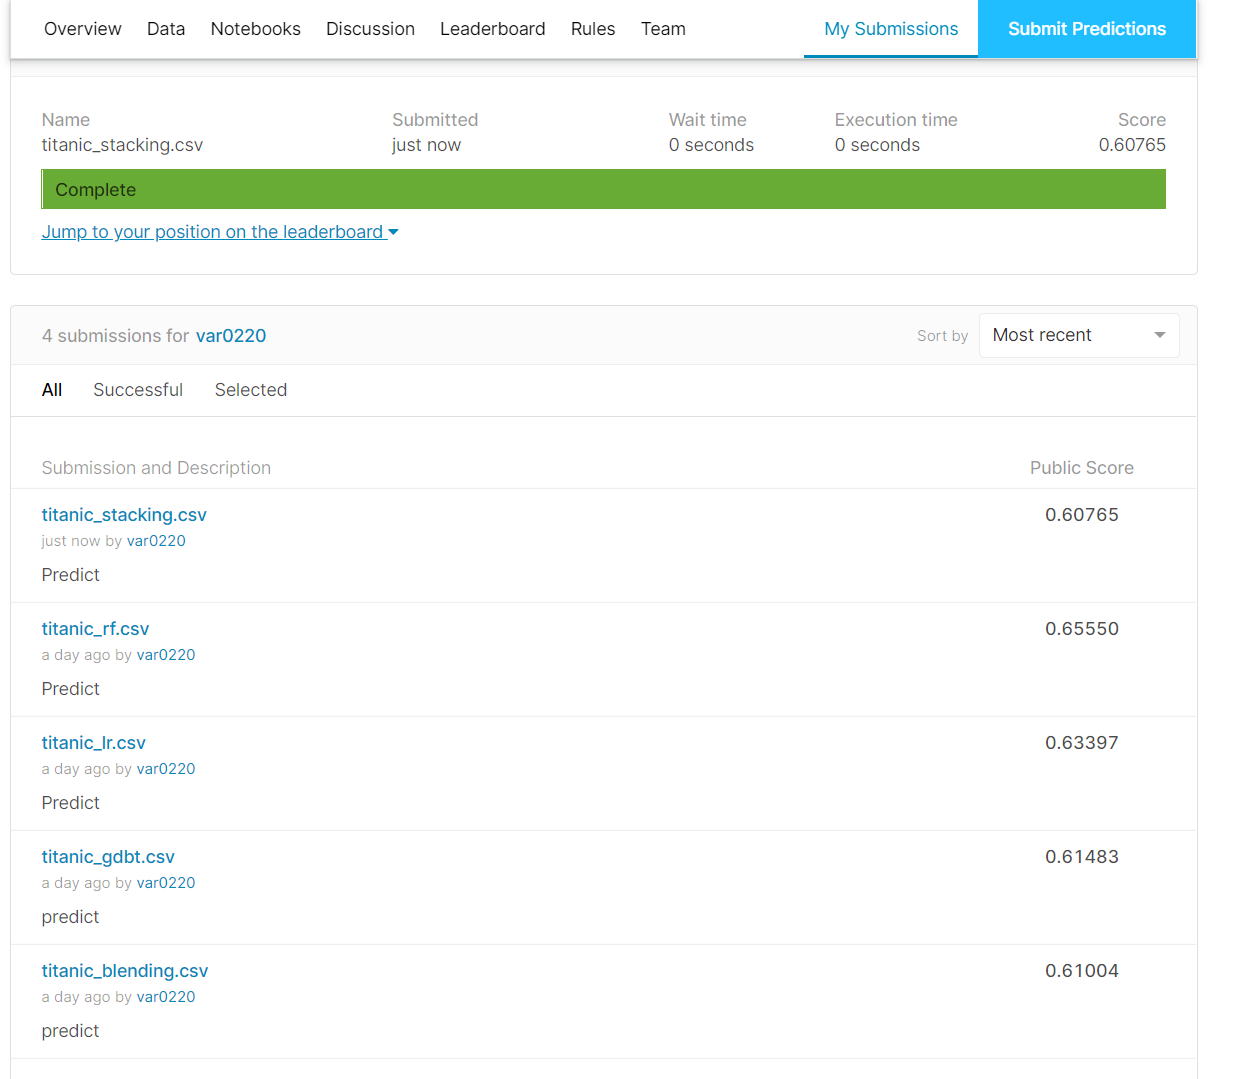 Overview Data Notebooks Discussion Leaderboard Rules Team My Submissions Submit Predictions
Name Submitted Wait time Execution time Score
titanic_stacking.csv just now 0 seconds 0 seconds 0.60765
Complete
Jump to your position on the leaderboard
4 submissions for var0220 Sort by Most recent
All Successful Selected
Submission and Description Public Score
titanic_stacking.csv 0.60765
just now by var0220
Predict
titanic_rf.csv 0.65550
a day ago by var0220
Predict
titanic_lr.csv 0.63397
a day ago by var0220
Predict
titanic_gdbt.csv 0.61483
a day ago by var0220
predict
titanic_blending.csv 0.61004
a day ago by var0220
predict